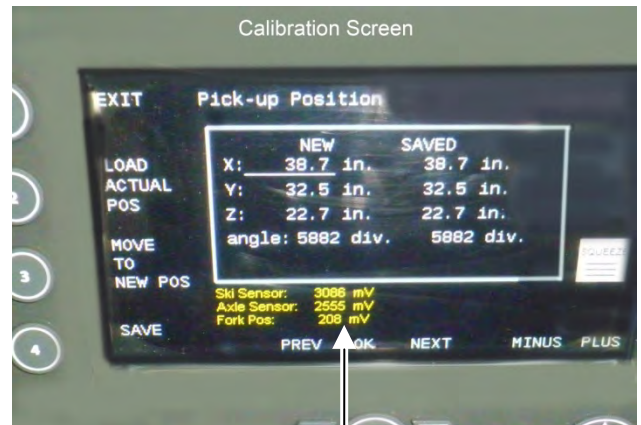 Calibration Screen
EXIT Pick-up Position
NEW SAVED
LOAD ACTUAL POS
X: 38.7 in. 38.7 in.
Y: 32.5 in. 32.5 in.
Z: 22.7 in. 22.7 in.
angle: 5882 div. 5882 div.
MOVE TO NEW POS
SQUEEZ
Ski Sensor: 3086 mV
Axle Sensor: 2555 mV
Fork Pos: 208 mV
SAVE
PREV OK NEXT MINUS PLUS
2
3
4